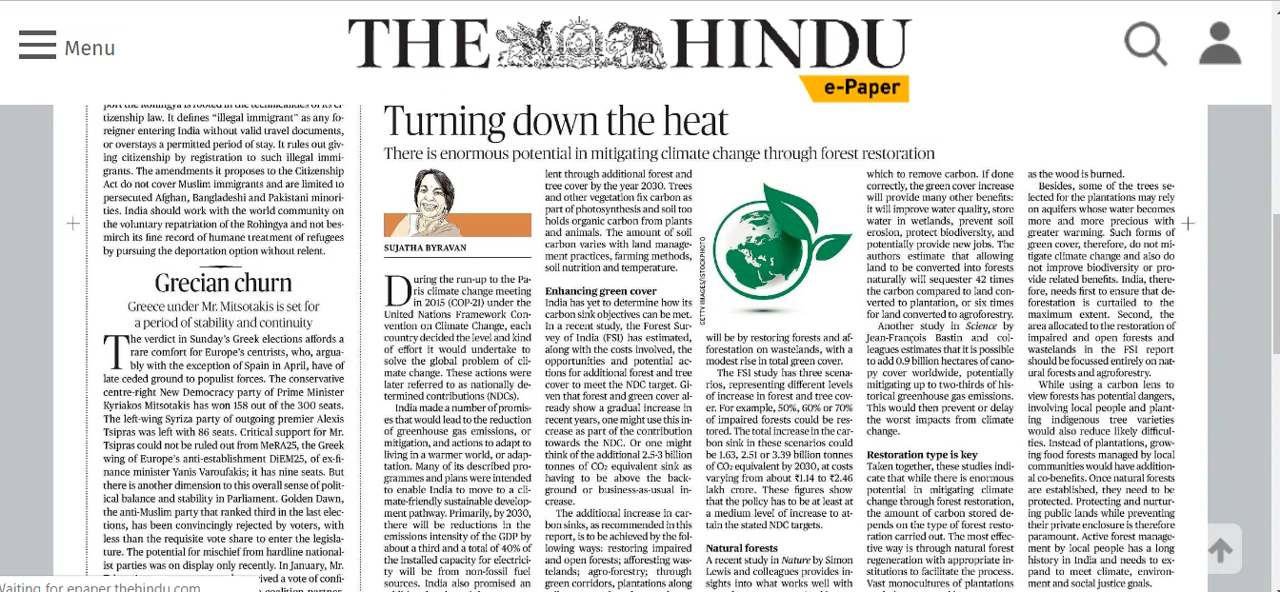 Menu
THE HINDU
e-Paper
port the Rohingya is rooted in the technicalities of its ci-
tizenship law. It defines “illegal immigrant” as any fo-
reigner entering India without valid travel documents,
or overstays a permitted period of stay. It rules out giv-
ing citizenship by registration to such illegal immi-
grants. The amendments it proposes to the Citizenship
Act do not cover Muslim immigrants and are limited to
persecuted Afghan, Bangladeshi and Pakistani minori-
ties. India should work with the world community on
the voluntary repatriation of the Rohingya and not bes-
mirch its fine record of humane treatment of refugees
by pursuing the deportation option without relent.
Grecian churn
Greece under Mr. Mitsotakis is set for
a period of stability and continuity
The verdict in Sunday’s Greek elections affords a
rare comfort for Europe’s centrists, who, argua-
bly with the exception of Spain in April, have of
late ceded ground to populist forces. The conservative
centre-right New Democracy party of Prime Minister
Kyriakos Mitsotakis has won 158 out of the 300 seats.
The left-wing Syriza party of outgoing premier Alexis
Tsipras was left with 86 seats. Critical support for Mr.
Tsipras could not be ruled out from MeRA25, the Greek
wing of Europe’s anti-establishment DiEM25, of ex-fi-
nance minister Yanis Varoufakis; it has nine seats. But
there is another dimension to this overall sense of polit-
ical balance and stability in Parliament. Golden Dawn,
the anti-Muslim party that ranked third in the last elec-
tions, has been convincingly rejected by voters, with
less than the requisite vote share to enter the legisla-
ture. The potential for mischief from hardline national-
ist parties was on display only recently. In January, Mr.
ived a vote of confi-
Waiting for epaper.thehindu.com
Turning down the heat
There is enormous potential in mitigating climate change through forest restoration
SUJATHA BYRAVAN
During the run-up to the Pa-
ris climate change meeting
in 2015 (COP-21) under the
United Nations Framework Con-
vention on Climate Change, each
country decided the level and kind
of effort it would undertake to
solve the global problem of cli-
mate change. These actions were
later referred to as nationally de-
termined contributions (NDCs).
India made a number of promis-
es that would lead to the reduction
of greenhouse gas emissions, or
mitigation, and actions to adapt to
living in a warmer world, or adap-
tation. Many of its described pro-
grammes and plans were intended
to enable India to move to a cli-
mate-friendly sustainable develop-
ment pathway. Primarily, by 2030,
there will be reductions in the
emissions intensity of the GDP by
about a third and a total of 40% of
the installed capacity for electrici-
ty will be from non-fossil fuel
sources. India also promised an
lent through additional forest and
tree cover by the year 2030. Trees
and other vegetation fix carbon as
part of photosynthesis and soil too
holds organic carbon from plants
and animals. The amount of soil
carbon varies with land manage-
ment practices, farming methods,
soil nutrition and temperature.
Enhancing green cover
India has yet to determine how its
carbon sink objectives can be met.
In a recent study, the Forest Sur-
vey of India (FSI) has estimated,
along with the costs involved, the
opportunities and potential ac-
tions for additional forest and tree
cover to meet the NDC target. Gi-
ven that forest and green cover al-
ready show a gradual increase in
recent years, one might use this in-
crease as part of the contribution
towards the NDC. Or one might
think of the additional 2.5-3 billion
tonnes of CO₂ equivalent sink as
having to be above the back-
ground or business-as-usual in-
crease.
The additional increase in car-
bon sinks, as recommended in this
report, is to be achieved by the fol-
lowing ways: restoring impaired
and open forests; afforesting was-
telands; agro-forestry; through
green corridors, plantations along
GETTY IMAGES/ISTOCKPHOTO
will be by restoring forests and af-
forestation on wastelands, with a
modest rise in total green cover.
The FSI study has three scena-
rios, representing different levels
of increase in forest and tree cov-
er. For example, 50%, 60% or 70%
of impaired forests could be res-
tored. The total increase in the car-
bon sink in these scenarios could
be 1.63, 2.51 or 3.39 billion tonnes
of CO₂ equivalent by 2030, at costs
varying from about ₹1.14 to ₹2.46
lakh crore. These figures show
that the policy has to be at least at
a medium level of increase to at-
tain the stated NDC targets.
Natural forests
A recent study in Nature by Simon
Lewis and colleagues provides in-
sights into what works well with
which to remove carbon. If done
correctly, the green cover increase
will provide many other benefits:
it will improve water quality, store
water in wetlands, prevent soil
erosion, protect biodiversity, and
potentially provide new jobs. The
authors estimate that allowing
land to be converted into forests
naturally will sequester 42 times
the carbon compared to land con-
verted to plantation, or six times
for land converted to agroforestry.
Another study in Science by
Jean-François Bastin and col-
leagues estimates that it is possible
to add 0.9 billion hectares of cano-
py cover worldwide, potentially
mitigating up to two-thirds of his-
torical greenhouse gas emissions.
This would then prevent or delay
the worst impacts from climate
change.
Restoration type is key
Taken together, these studies indi-
cate that while there is enormous
potential in mitigating climate
change through forest restoration,
the amount of carbon stored de-
pends on the type of forest resto-
ration carried out. The most effec-
tive way is through natural forest
regeneration with appropriate in-
stitutions to facilitate the process.
Vast monocultures of plantations
as the wood is burned.
Besides, some of the trees se-
lected for the plantations may rely
on aquifers whose water becomes
more and more precious with
greater warming. Such forms of
green cover, therefore, do not mi-
tigate climate change and also do
not improve biodiversity or pro-
vide related benefits. India, there-
fore, needs first to ensure that de-
forestation is curtailed to the
maximum extent. Second, the
area allocated to the restoration of
impaired and open forests and
wastelands in the FSI report
should be focussed entirely on nat-
ural forests and agroforestry.
While using a carbon lens to
view forests has potential dangers,
involving local people and plant-
ing indigenous tree varieties
would also reduce likely difficul-
ties. Instead of plantations, grow-
ing food forests managed by local
communities would have addition-
al co-benefits. Once natural forests
are established, they need to be
protected. Protecting and nurtur-
ing public lands while preventing
their private enclosure is therefore
paramount. Active forest manage-
ment by local people has a long
history in India and needs to ex-
pand to meet climate, environ-
ment and social justice goals.